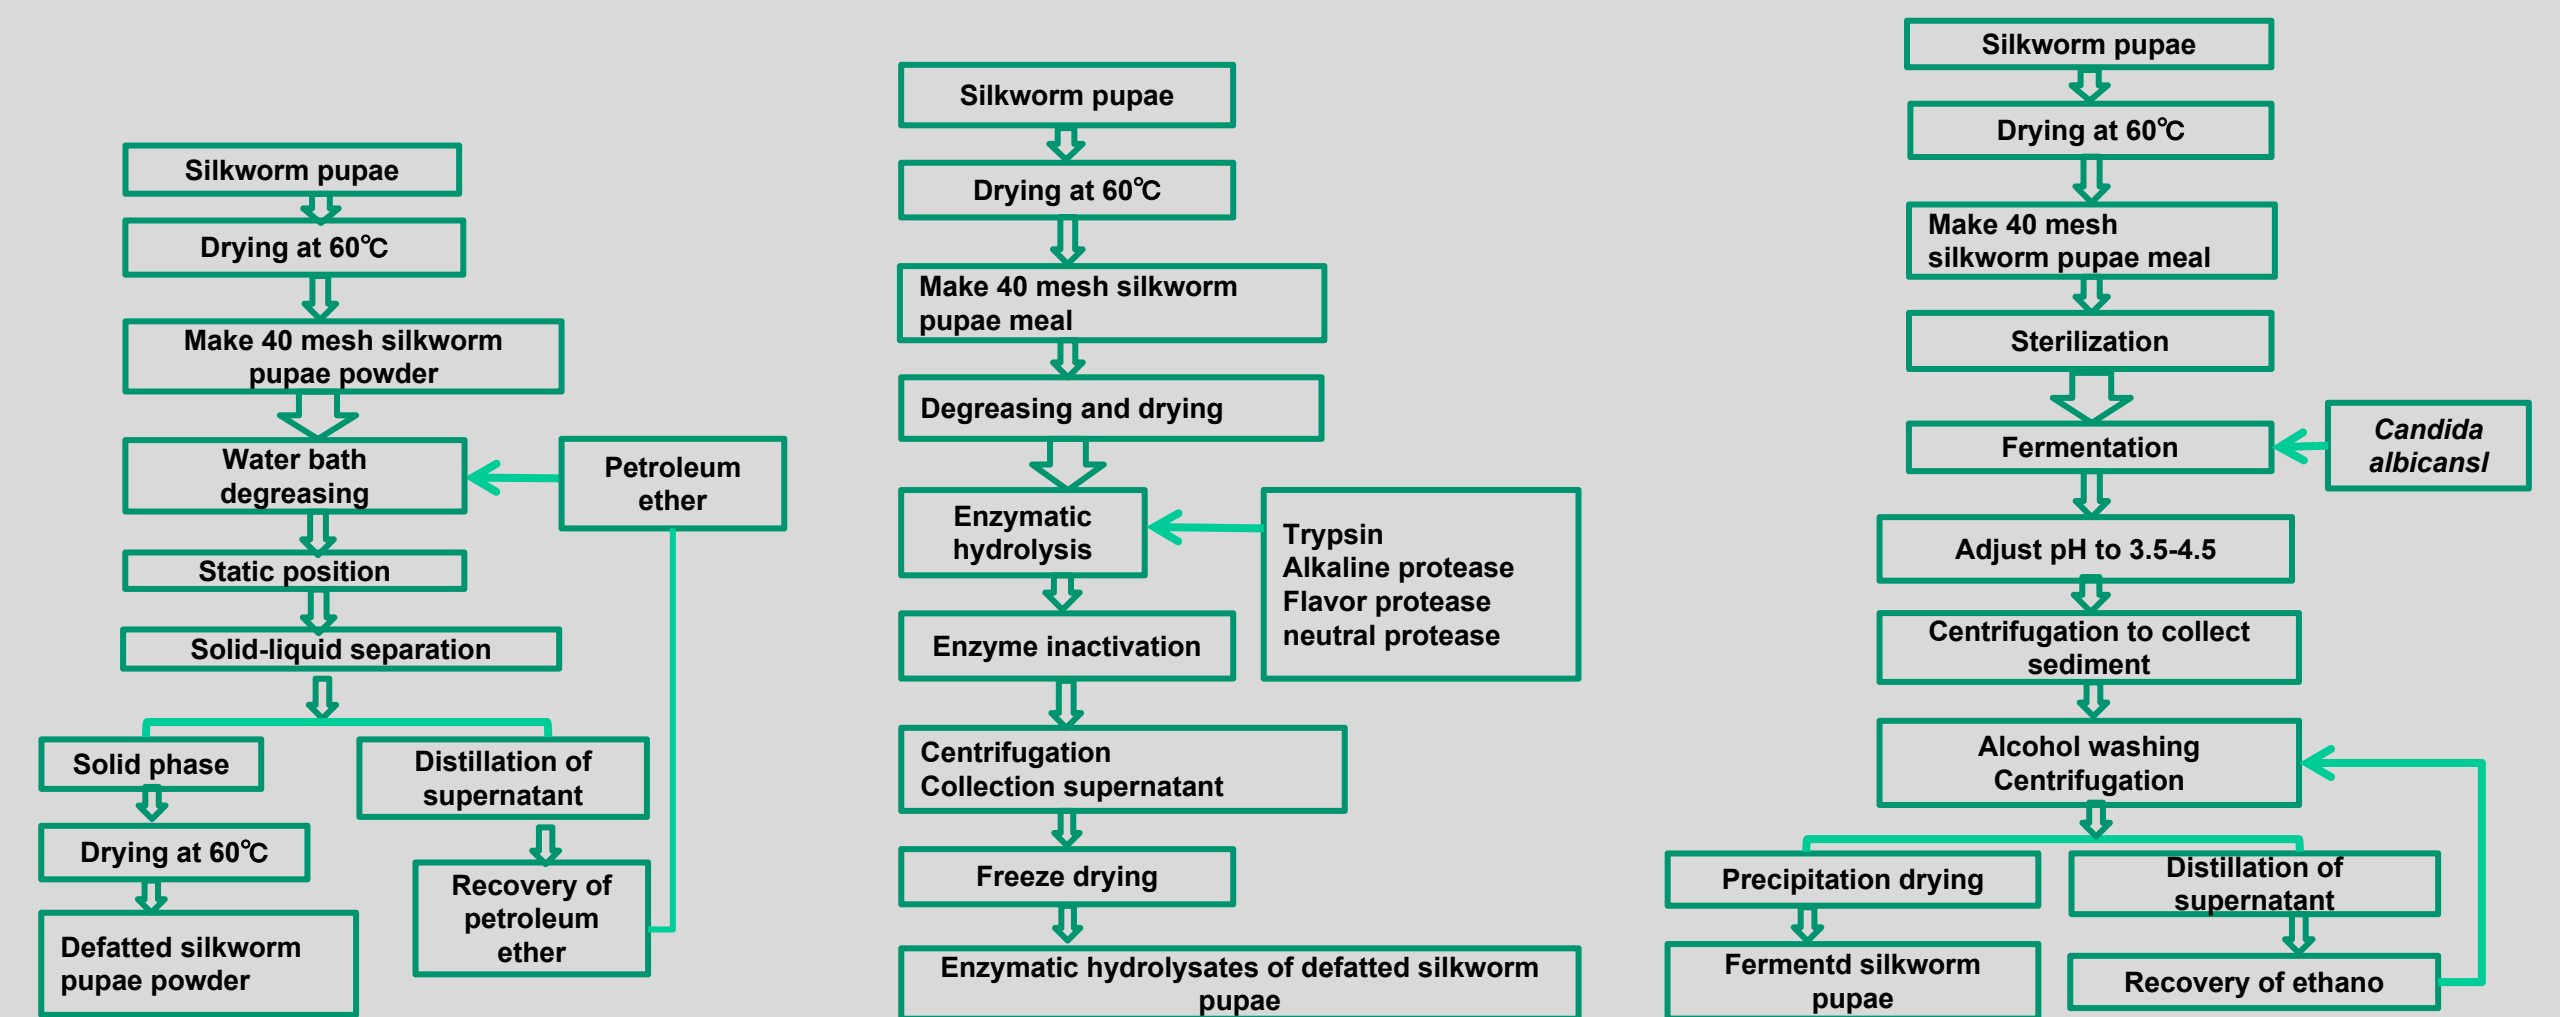 Silkworm pupae
Drying at 60℃
Make 40 mesh silkworm
pupae powder
Water bath
degreasing
Petroleum
ether
Static position
Solid-liquid separation
Solid phase
Drying at 60℃
Defatted silkworm
pupae powder
Distillation of
supernatant
Recovery of
petroleum
ether
Silkworm pupae
Drying at 60℃
Make 40 mesh silkworm
pupae meal
Degreasing and drying
Enzymatic
hydrolysis
Trypsin
Alkaline protease
Flavor protease
neutral protease
Enzyme inactivation
Centrifugation
Collection supernatant
Freeze drying
Enzymatic hydrolysates of defatted silkworm
pupae
Silkworm pupae
Drying at 60℃
Make 40 mesh
silkworm pupae meal
Sterilization
Fermentation
Candida
albicansl
Adjust pH to 3.5-4.5
Centrifugation to collect
sediment
Alcohol washing
Centrifugation
Precipitation drying
Fermentd silkworm
pupae
Distillation of
supernatant
Recovery of ethano